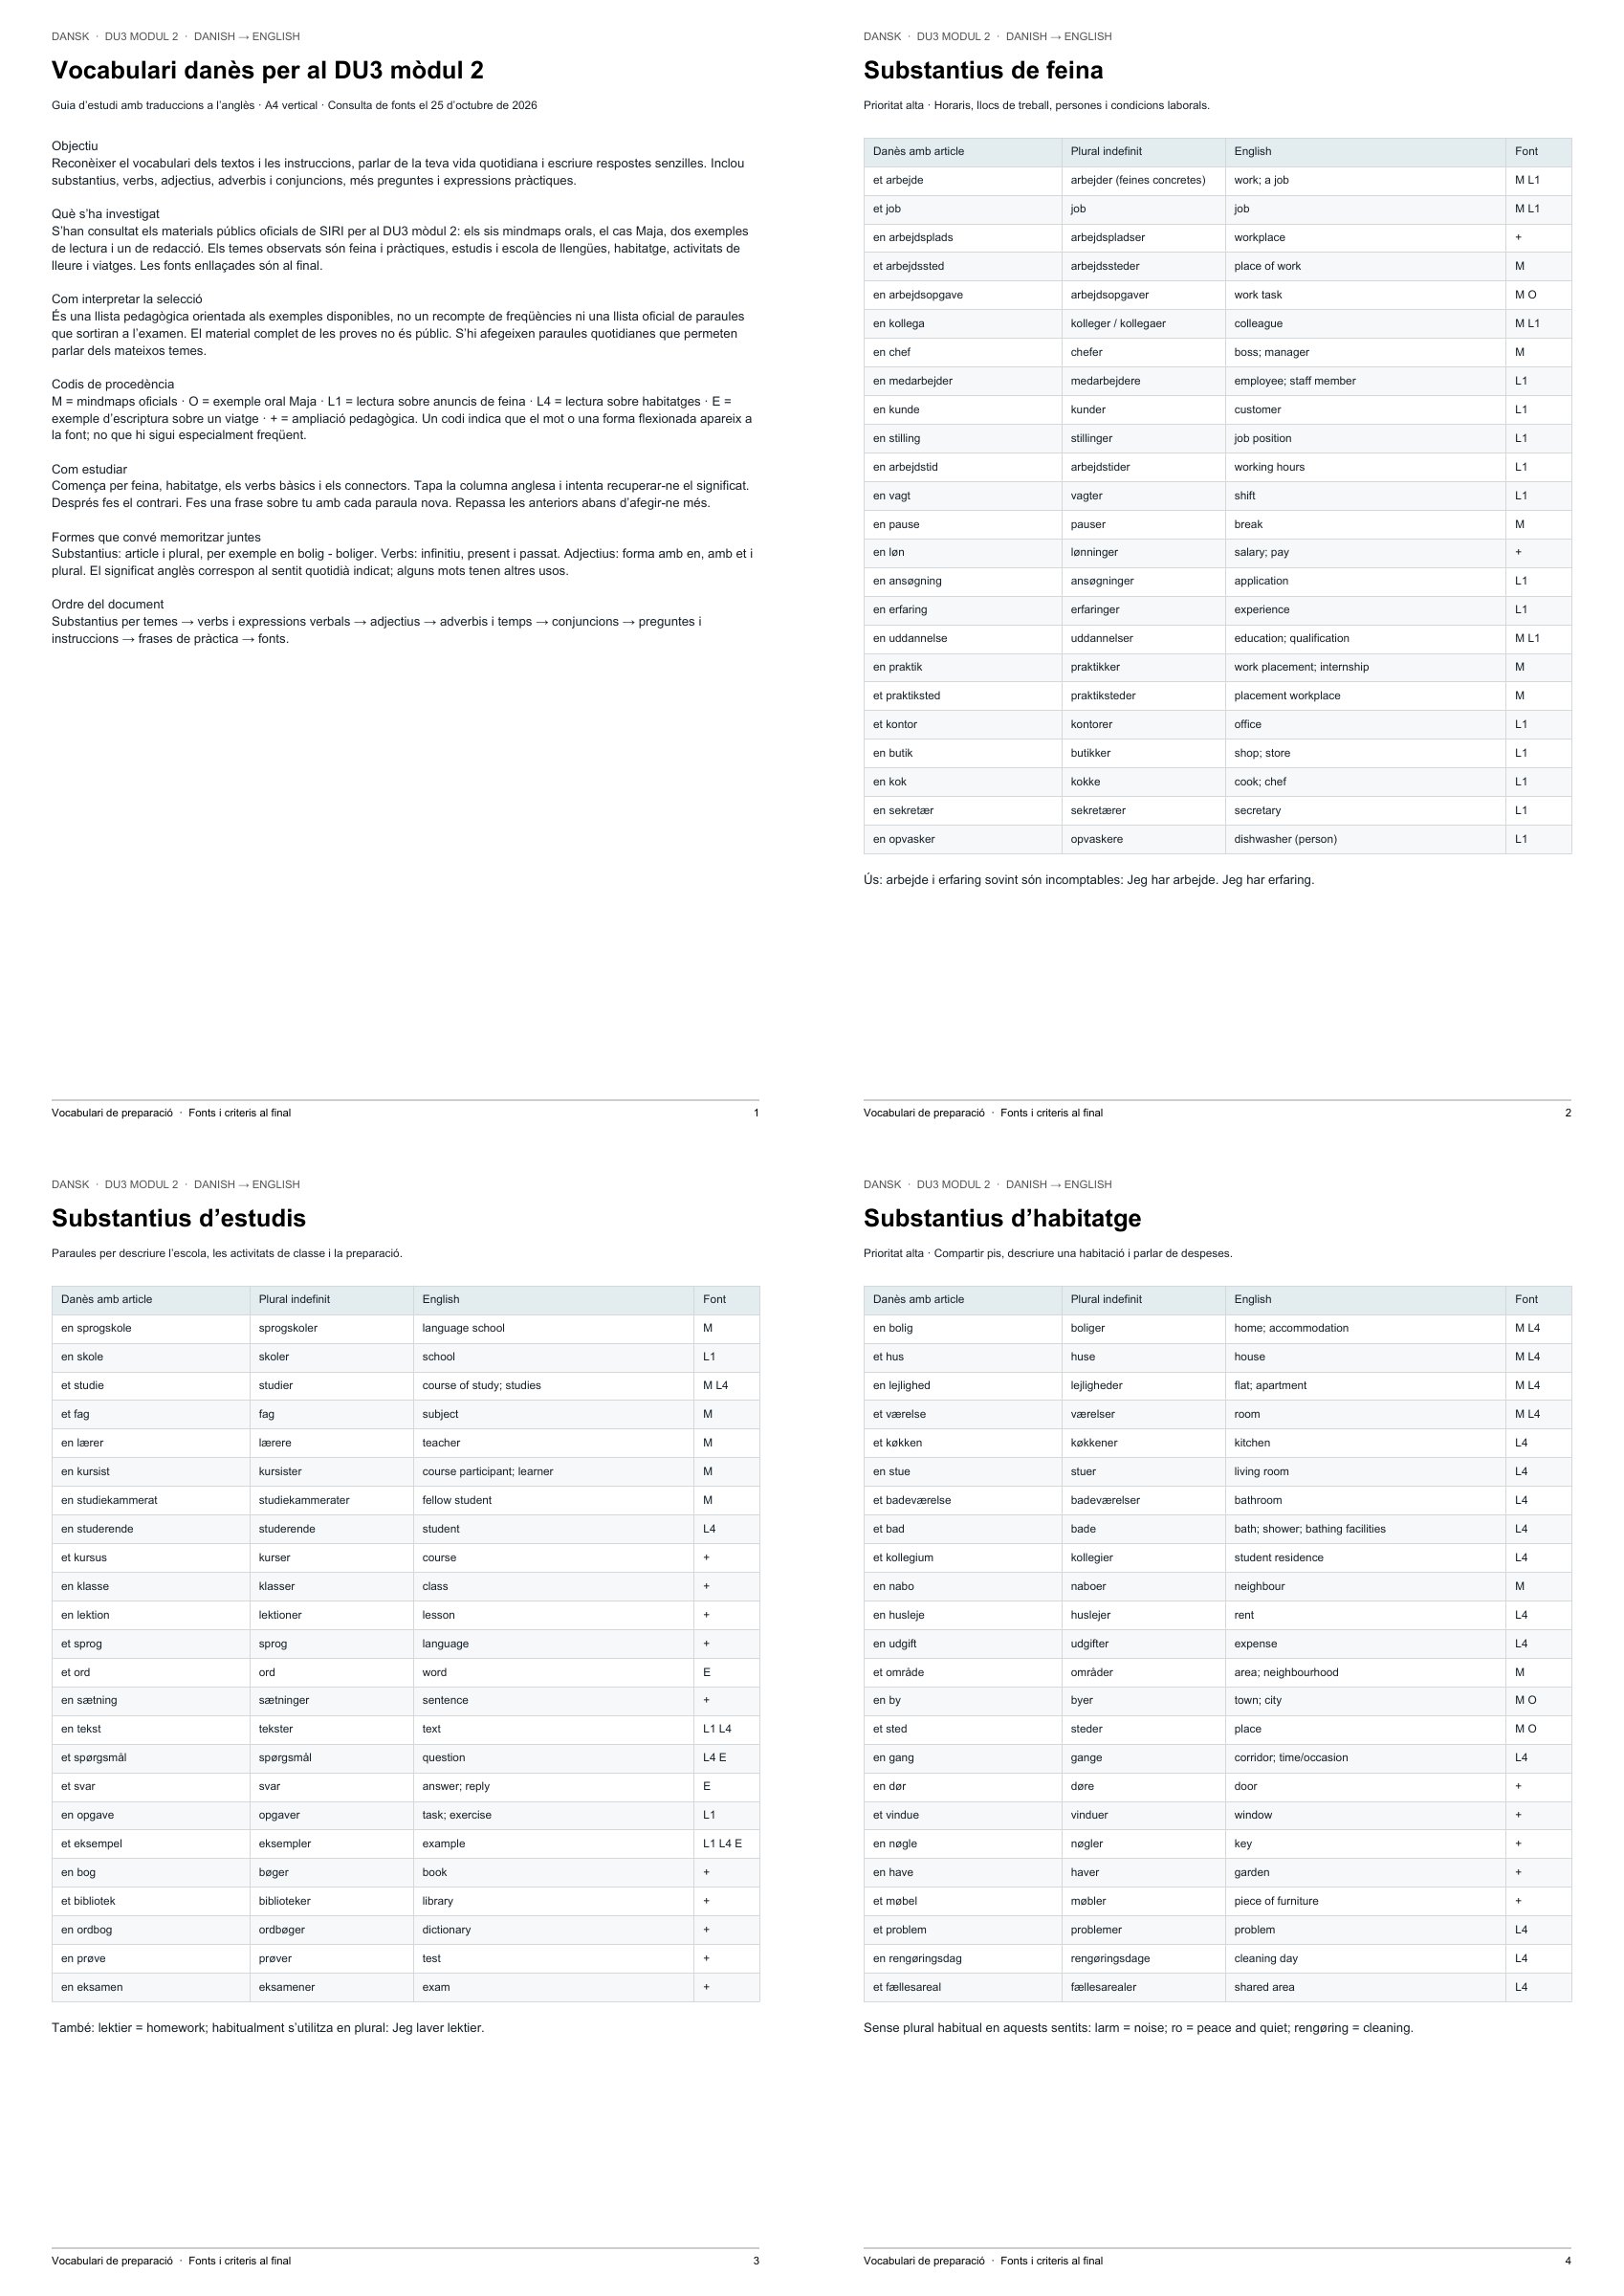 DANSK · DU3 MODUL 2 · DANISH → ENGLISH
Vocabulari danès per al DU3 mòdul 2
Guia d’estudi amb traduccions a l’anglès · A4 vertical · Consulta de fonts el 25 d’octubre de 2026
Objectiu
Reconèixer el vocabulari dels textos i les instruccions, parlar de la teva vida quotidiana i escriure respostes senzilles. Inclou
substantius, verbs, adjectius, adverbis i conjuncions, més preguntes i expressions pràctiques.
Què s’ha investigat
S’han consultat els materials públics oficials de SIRI per al DU3 mòdul 2: els sis mindmaps orals, el cas Maja, dos exemples
de lectura i un de redacció. Els temes observats són feina i pràctiques, estudis i escola de llengües, habitatge, activitats de
lleure i viatges. Les fonts enllaçades són al final.
Com interpretar la selecció
És una llista pedagògica orientada als exemples disponibles, no un recompte de freqüències ni una llista oficial de paraules
que sortiran a l’examen. El material complet de les proves no és públic. S’hi afegeixen paraules quotidianes que permeten
parlar dels mateixos temes.
Codis de procedència
M = mindmaps oficials · O = exemple oral Maja · L1 = lectura sobre anuncis de feina · L4 = lectura sobre habitatges · E =
exemple d’escriptura sobre un viatge · + = ampliació pedagògica. Un codi indica que el mot o una forma flexionada apareix a
la font; no que hi sigui especialment freqüent.
Com estudiar
Comença per feina, habitatge, els verbs bàsics i els connectors. Tapa la columna anglesa i intenta recuperar-ne el significat.
Després fes el contrari. Fes una frase sobre tu amb cada paraula nova. Repassa les anteriors abans d’afegir-ne més.
Formes que convé memoritzar juntes
Substantius: article i plural, per exemple en bolig - boliger. Verbs: infinitiu, present i passat. Adjectius: forma amb en, amb et i
plural. El significat anglès correspon al sentit quotidià indicat; alguns mots tenen altres usos.
Ordre del document
Substantius per temes → verbs i expressions verbals → adjectius → adverbis i temps → conjuncions → preguntes i
instruccions → frases de pràctica → fonts.
Vocabulari de preparació · Fonts i criteris al final 1
DANSK · DU3 MODUL 2 · DANISH → ENGLISH
Substantius de feina
Prioritat alta · Horaris, llocs de treball, persones i condicions laborals.
Danès amb article Plural indefinit English Font
et arbejde arbejder (feines concretes) work; a job M L1
et job job job M L1
en arbejdsplads arbejdspladser workplace +
et arbejdssted arbejdssteder place of work M
en arbejdsopgave arbejdsopgaver work task M O
en kollega kolleger / kollegaer colleague M L1
en chef chefer boss; manager M
en medarbejder medarbejdere employee; staff member L1
en kunde kunder customer L1
en stilling stillinger job position L1
en arbejdstid arbejdstider working hours L1
en vagt vagter shift L1
en pause pauser break M
en løn lønninger salary; pay +
en ansøgning ansøgninger application L1
en erfaring erfaringer experience L1
en uddannelse uddannelser education; qualification M L1
en praktik praktikker work placement; internship M
et praktiksted praktiksteder placement workplace M
et kontor kontorer office L1
en butik butikker shop; store L1
en kok kokke cook; chef L1
en sekretær sekretærer secretary L1
en opvasker opvaskere dishwasher (person) L1
Ús: arbejde i erfaring sovint són incomptables: Jeg har arbejde. Jeg har erfaring.
Vocabulari de preparació · Fonts i criteris al final 2
DANSK · DU3 MODUL 2 · DANISH → ENGLISH
Substantius d’estudis
Paraules per descriure l’escola, les activitats de classe i la preparació.
Danès amb article Plural indefinit English Font
en sprogskole sprogskoler language school M
en skole skoler school L1
et studie studier course of study; studies M L4
et fag fag subject M
en lærer lærere teacher M
en kursist kursister course participant; learner M
en studiekammerat studiekammerater fellow student M
en studerende studerende student L4
et kursus kurser course +
en klasse klasser class +
en lektion lektioner lesson +
et sprog sprog language +
et ord ord word E
en sætning sætninger sentence +
en tekst tekster text L1 L4
et spørgsmål spørgsmål question L4 E
et svar svar answer; reply E
en opgave opgaver task; exercise L1
et eksempel eksempler example L1 L4 E
en bog bøger book +
et bibliotek biblioteker library +
en ordbog ordbøger dictionary +
en prøve prøver test +
en eksamen eksamener exam +
També: lektier = homework; habitualment s’utilitza en plural: Jeg laver lektier.
Vocabulari de preparació · Fonts i criteris al final 3
DANSK · DU3 MODUL 2 · DANISH → ENGLISH
Substantius d’habitatge
Prioritat alta · Compartir pis, descriure una habitació i parlar de despeses.
Danès amb article Plural indefinit English Font
en bolig boliger home; accommodation M L4
et hus huse house M L4
en lejlighed lejligheder flat; apartment M L4
et værelse værelser room M L4
et køkken køkkener kitchen L4
en stue stuer living room L4
et badeværelse badeværelser bathroom L4
et bad bade bath; shower; bathing facilities L4
et kollegium kollegier student residence L4
en nabo naboer neighbour M
en husleje huslejer rent L4
en udgift udgifter expense L4
et område områder area; neighbourhood M
en by byer town; city M O
et sted steder place M O
en gang gange corridor; time/occasion L4
en dør døre door +
et vindue vinduer window +
en nøgle nøgler key +
en have haver garden +
et møbel møbler piece of furniture +
et problem problemer problem L4
en rengøringsdag rengøringsdage cleaning day L4
et fællesareal fællesarealer shared area L4
Sense plural habitual en aquests sentits: larm = noise; ro = peace and quiet; rengøring = cleaning.
Vocabulari de preparació · Fonts i criteris al final 4